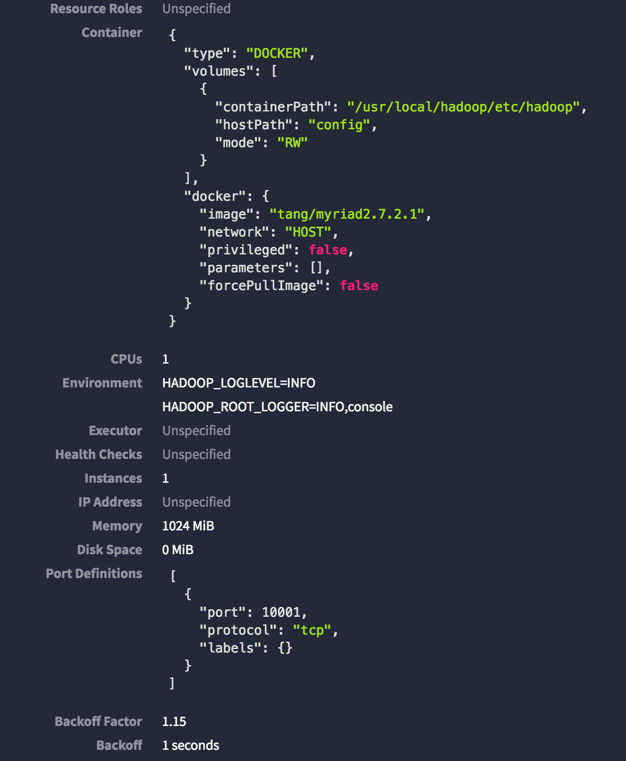 Resource Roles Unspecified
Container {
"type": "DOCKER",
"volumes": [
{
"containerPath": "/usr/local/hadoop/etc/hadoop",
"hostPath": "config",
"mode": "RW"
}
],
"docker": {
"image": "tang/myriad2.7.2.1",
"network": "HOST",
"privileged": false,
"parameters": [],
"forcePullImage": false
}
}
CPUs 1
Environment HADOOP_LOGLEVEL=INFO
HADOOP_ROOT_LOGGER=INFO,console
Executor Unspecified
Health Checks Unspecified
Instances 1
IP Address Unspecified
Memory 1024 MiB
Disk Space 0 MiB
Port Definitions [
{
"port": 10001,
"protocol": "tcp",
"labels": {}
}
]
Backoff Factor 1.15
Backoff 1 seconds